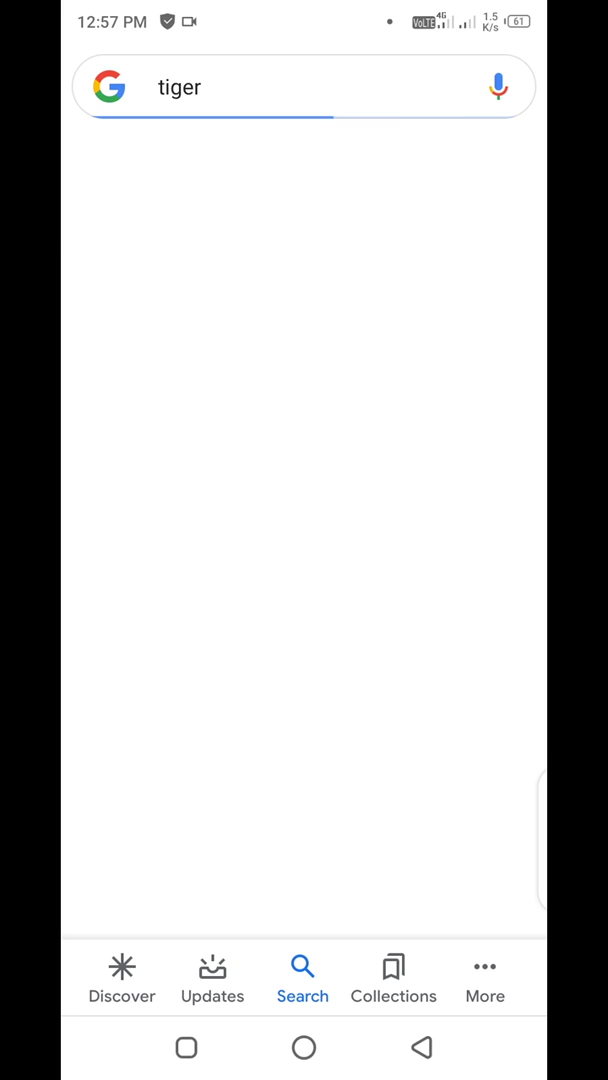 12:57 PM VoLTE 4G 1.5 K/s 61
tiger
Discover Updates Search Collections More